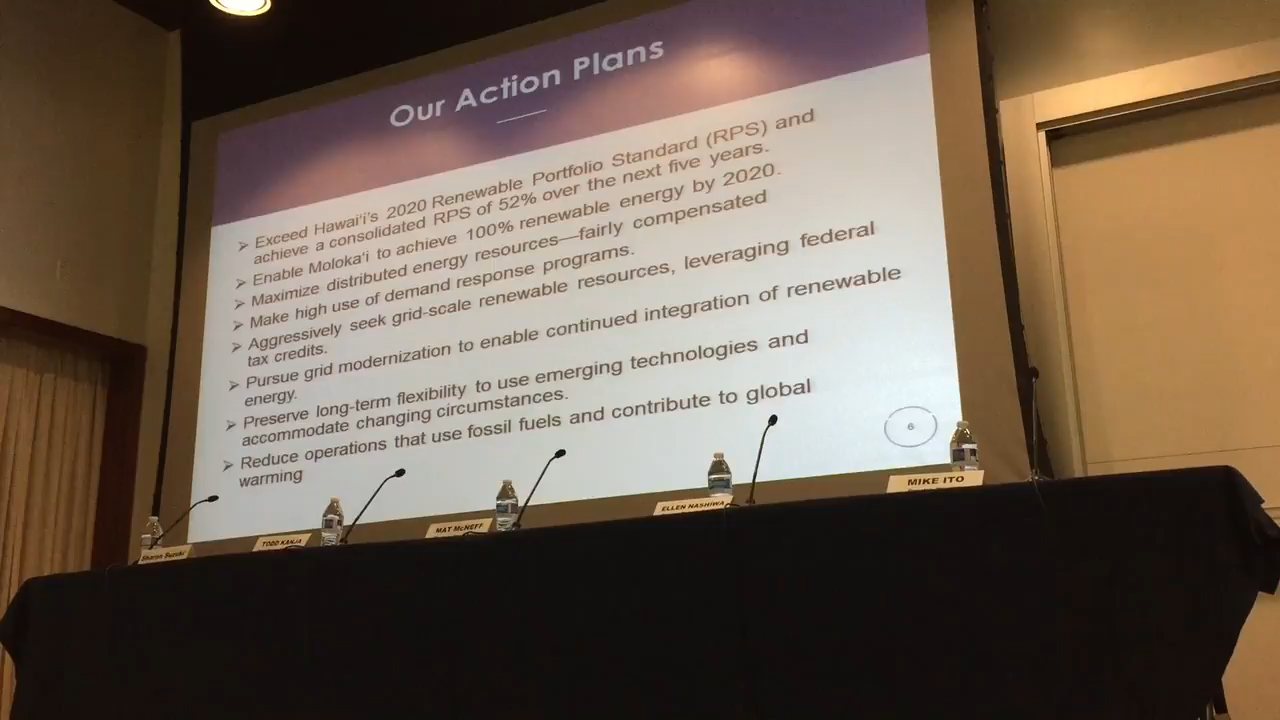 Our Action Plans
➢ Exceed Hawaiʻi's 2020 Renewable Portfolio Standard (RPS) and
achieve a consolidated RPS of 52% over the next five years.
➢ Enable Molokaʻi to achieve 100% renewable energy by 2020.
➢ Maximize distributed energy resources—fairly compensated
➢ Make high use of demand response programs.
➢ Aggressively seek grid-scale renewable resources, leveraging federal
tax credits.
➢ Pursue grid modernization to enable continued integration of renewable
energy.
➢ Preserve long-term flexibility to use emerging technologies and
accommodate changing circumstances.
➢ Reduce operations that use fossil fuels and contribute to global
warming
6
Sharon Suzuki
TODD KANJA
MAT McNEFF
ELLEN NASHIWA
MIKE ITO